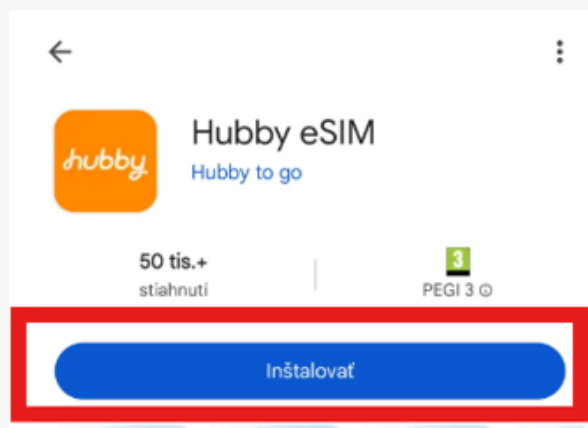 hubby
Hubby eSIM
Hubby to go
50 tis.+
stiahnutí
3
PEGI 3
Inštalovať